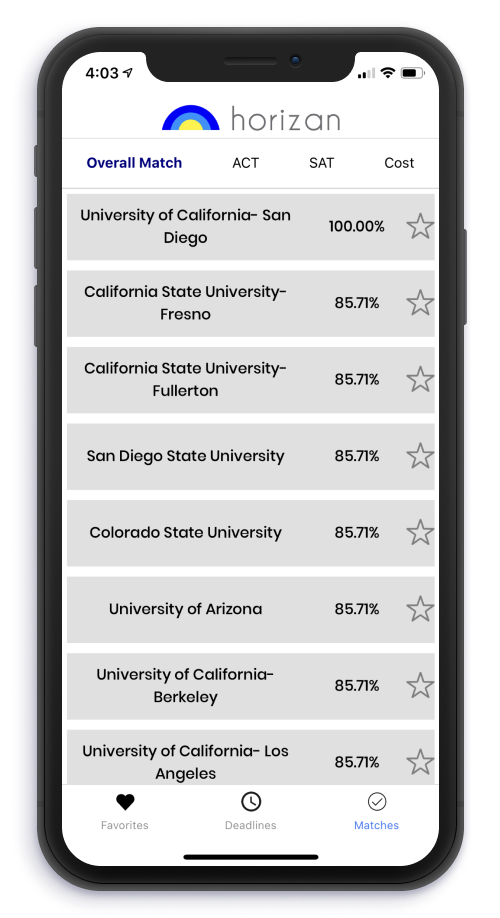 4:03
horizan
Overall Match ACT SAT Cost
University of California- San
Diego
100.00%
California State University-
Fresno
85.71%
California State University-
Fullerton
85.71%
San Diego State University 85.71%
Colorado State University 85.71%
University of Arizona 85.71%
University of California-
Berkeley
85.71%
University of California- Los
Angeles
85.71%
Favorites Deadlines Matches